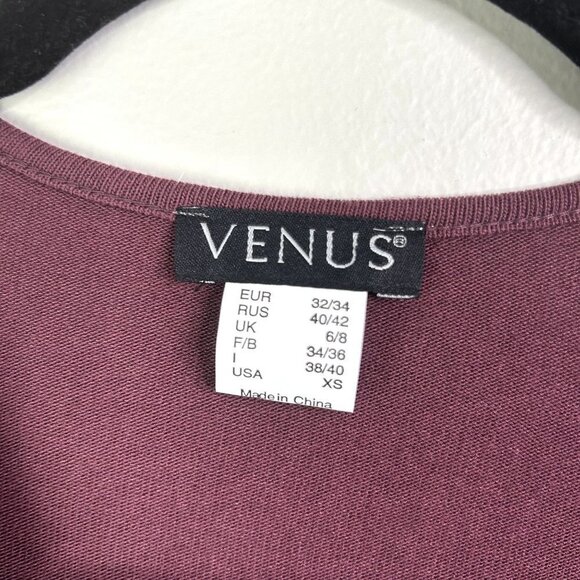 VENUS®
EUR 32/34
RUS 40/42
UK 6/8
F/B 34/36
I 38/40
USA XS
Made in China